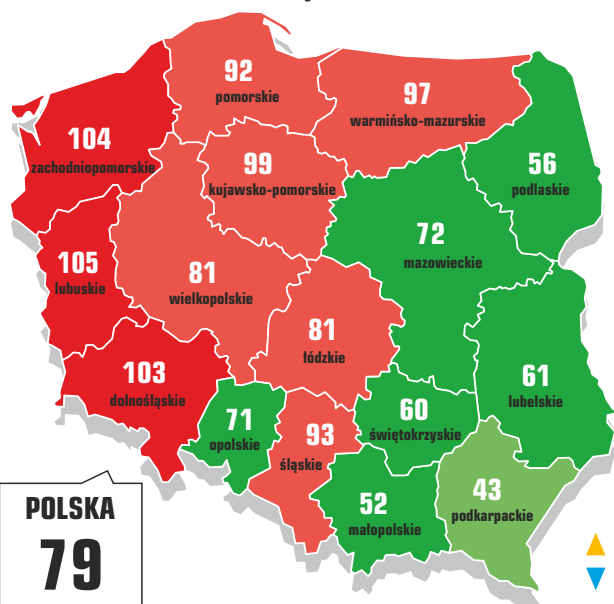 92
pomorskie
97
warmińsko-mazurskie
104
zachodniopomorskie
99
kujawsko-pomorskie
56
podlaskie
72
mazowieckie
105
lubuskie
81
wielkopolskie
81
łódzkie
103
dolnośląskie
61
lubelskie
71
opolskie
60
świętokrzyskie
93
śląskie
52
małopolskie
43
podkarpackie
POLSKA
79